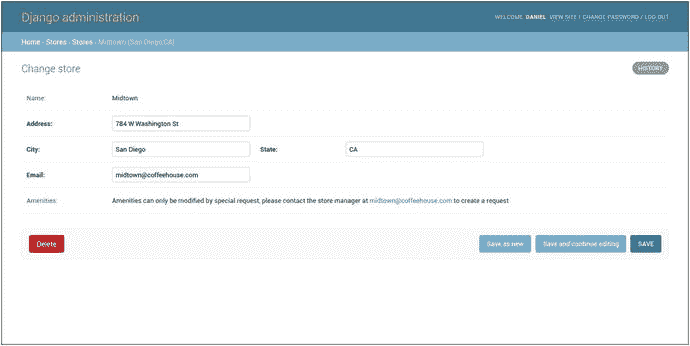 Django administration
WELCOME, DANIEL. VIEW SITE / CHANGE PASSWORD / LOG OUT
Home › Stores › Stores › Midtown (San Diego,CA)
Change store
HISTORY
Name: Midtown
Address: 784 W Washington St
City: San Diego State: CA
Email: midtown@coffeehouse.com
Amenities: Amenities can only be modified by special request, please contact the store manager at midtown@coffeehouse.com to create a request
Delete Save as new Save and continue editing SAVE